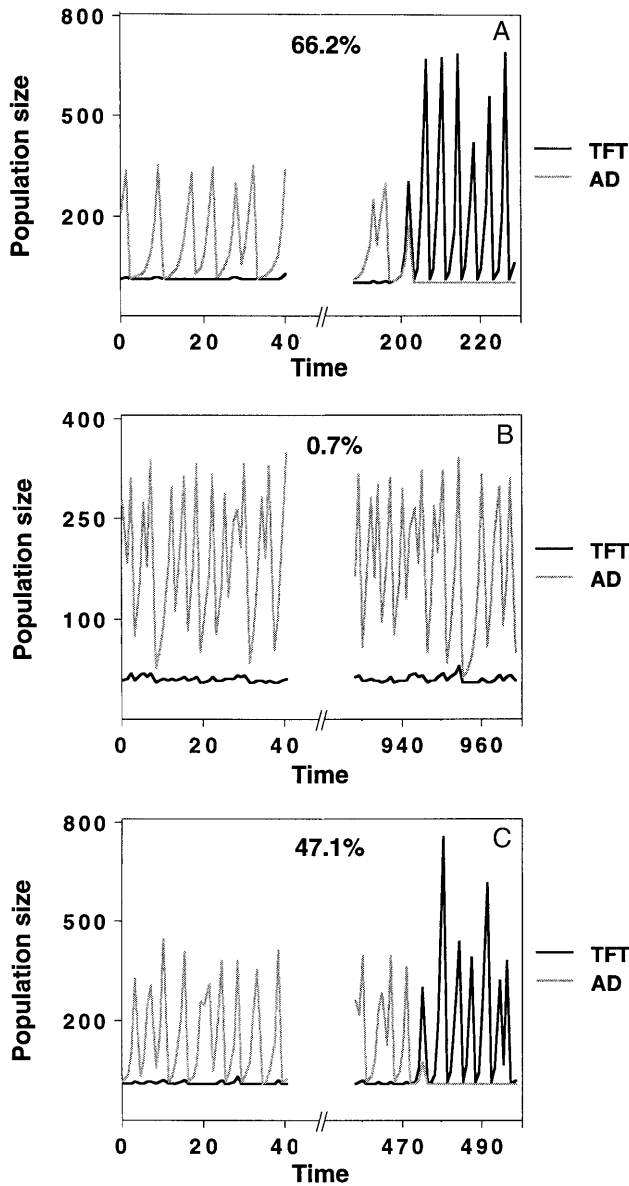 800
A
66.2%
Population size
500
TFT
AD
200
0 20 40 200 220
Time
400
B
0.7%
Population size
250
TFT
AD
100
0 20 40 940 960
Time
800
C
47.1%
Population size
500
TFT
AD
200
0 20 40 470 490
Time